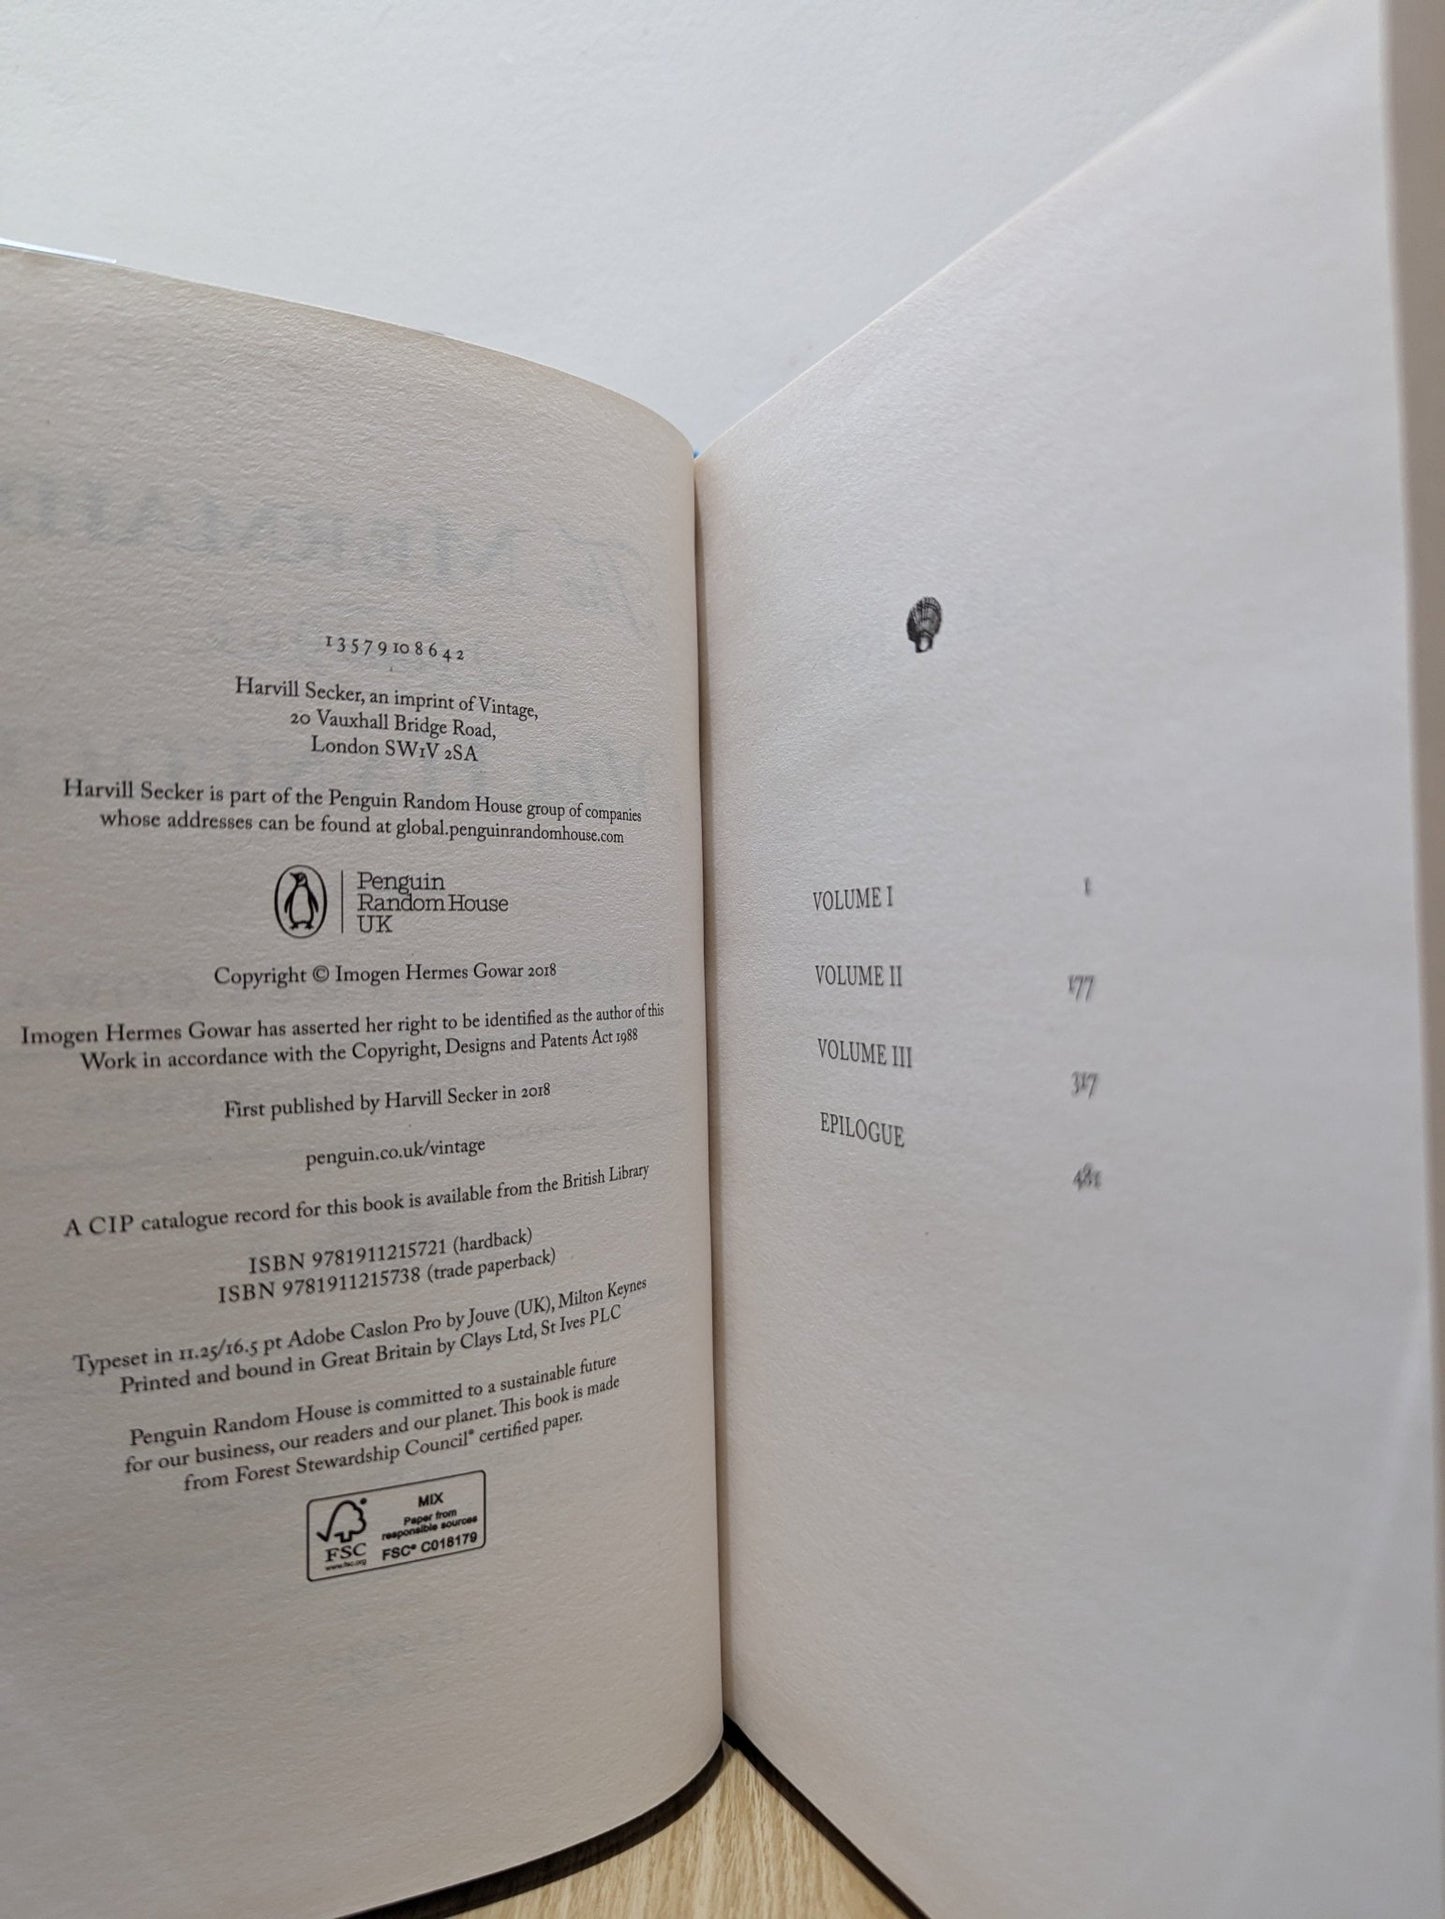 1 3 5 7 9 10 8 6 4 2
Harvill Secker, an imprint of Vintage,
20 Vauxhall Bridge Road,
London SW1V 2SA
Harvill Secker is part of the Penguin Random House group of companies
whose addresses can be found at global.penguinrandomhouse.com
Penguin
Random House
UK
Copyright © Imogen Hermes Gowar 2018
Imogen Hermes Gowar has asserted her right to be identified as the author of this
Work in accordance with the Copyright, Designs and Patents Act 1988
First published by Harvill Secker in 2018
penguin.co.uk/vintage
A CIP catalogue record for this book is available from the British Library
ISBN 9781911215721 (hardback)
ISBN 9781911215738 (trade paperback)
Typeset in 11.25/16.5 pt Adobe Caslon Pro by Jouve (UK), Milton Keynes
Printed and bound in Great Britain by Clays Ltd, St Ives PLC
Penguin Random House is committed to a sustainable future
for our business, our readers and our planet. This book is made
from Forest Stewardship Council® certified paper.
MIX
Paper from
responsible sources
FSC® C018179
FSC
www.fsc.org
VOLUME I 1
VOLUME II 177
VOLUME III 317
EPILOGUE 481